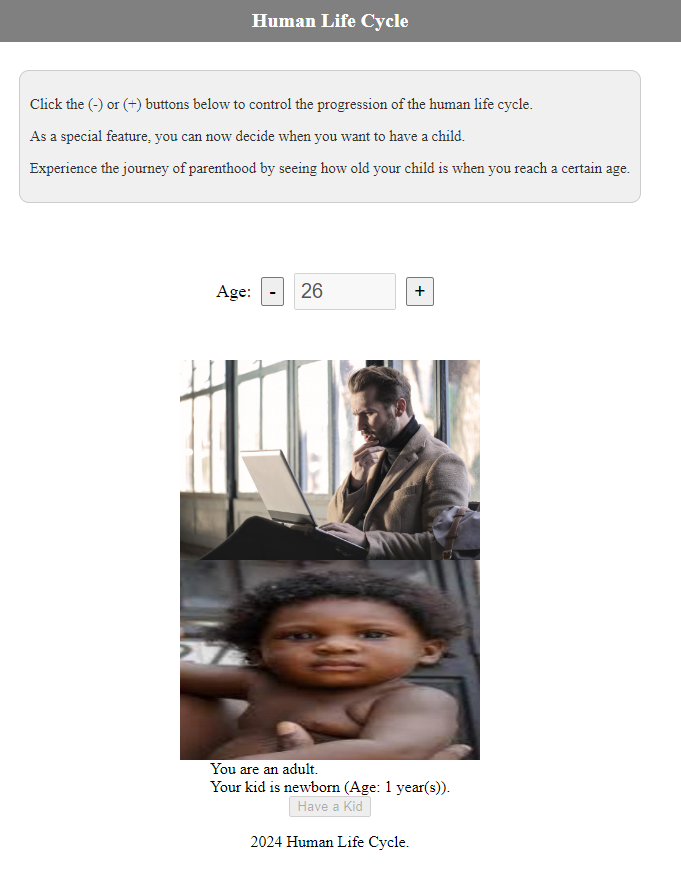 Human Life Cycle
Click the (-) or (+) buttons below to control the progression of the human life cycle.
As a special feature, you can now decide when you want to have a child.
Experience the journey of parenthood by seeing how old your child is when you reach a certain age.
Age: - 26 +
You are an adult.
Your kid is newborn (Age: 1 year(s)).
Have a Kid
2024 Human Life Cycle.